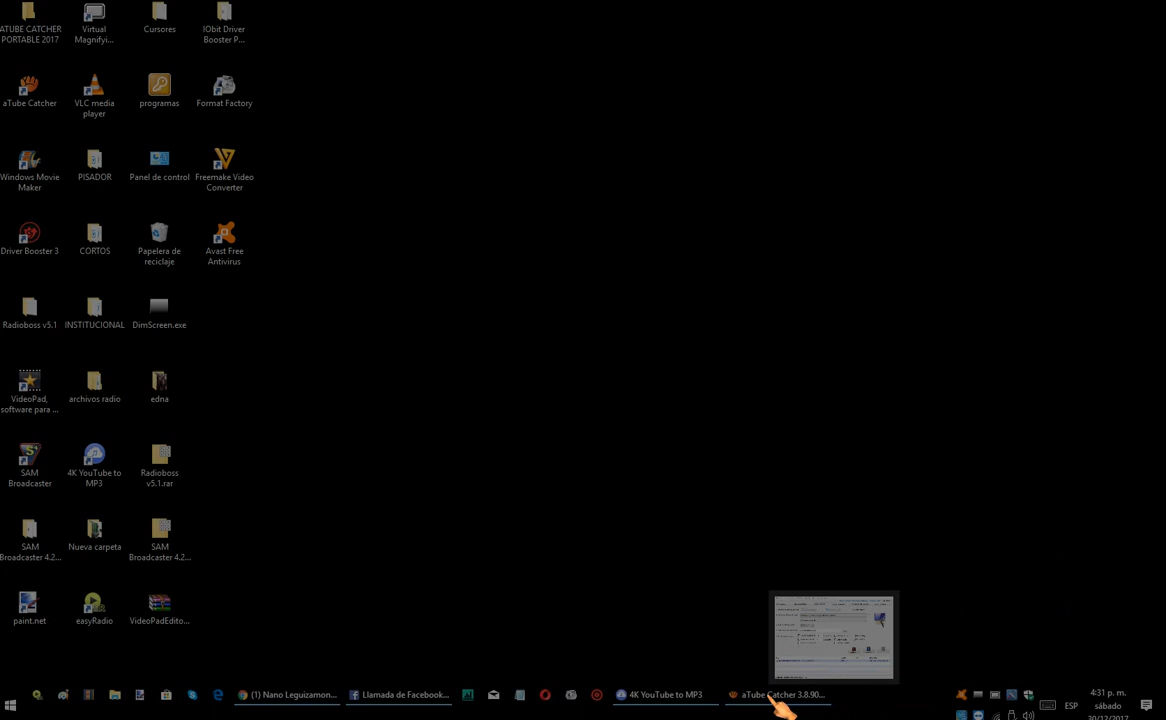 ATUBE CATCHER
PORTABLE 2017
Virtual
Magnifyi...
Cursores
IObit Driver
Booster P...
aTube Catcher
VLC media
player
programas
Format Factory
Windows Movie
Maker
PISADOR
Panel de control
Freemake Video
Converter
Driver Booster 3
CORTOS
Papelera de
reciclaje
Avast Free
Antivirus
Radioboss v5.1
INSTITUCIONAL
DimScreen.exe
VideoPad,
software para ...
archivos radio
edna
SAM
Broadcaster
4K YouTube to
MP3
Radioboss
v5.1.rar
SAM
Broadcaster 4.2...
Nueva carpeta
SAM
Broadcaster 4.2...
paint.net
easyRadio
VideoPadEdito...
(1) Nano Leguizamon...
Llamada de Facebook...
4K YouTube to MP3
aTube Catcher 3.8.90...
ESP
4:31 p. m.
sábado
30/12/2017